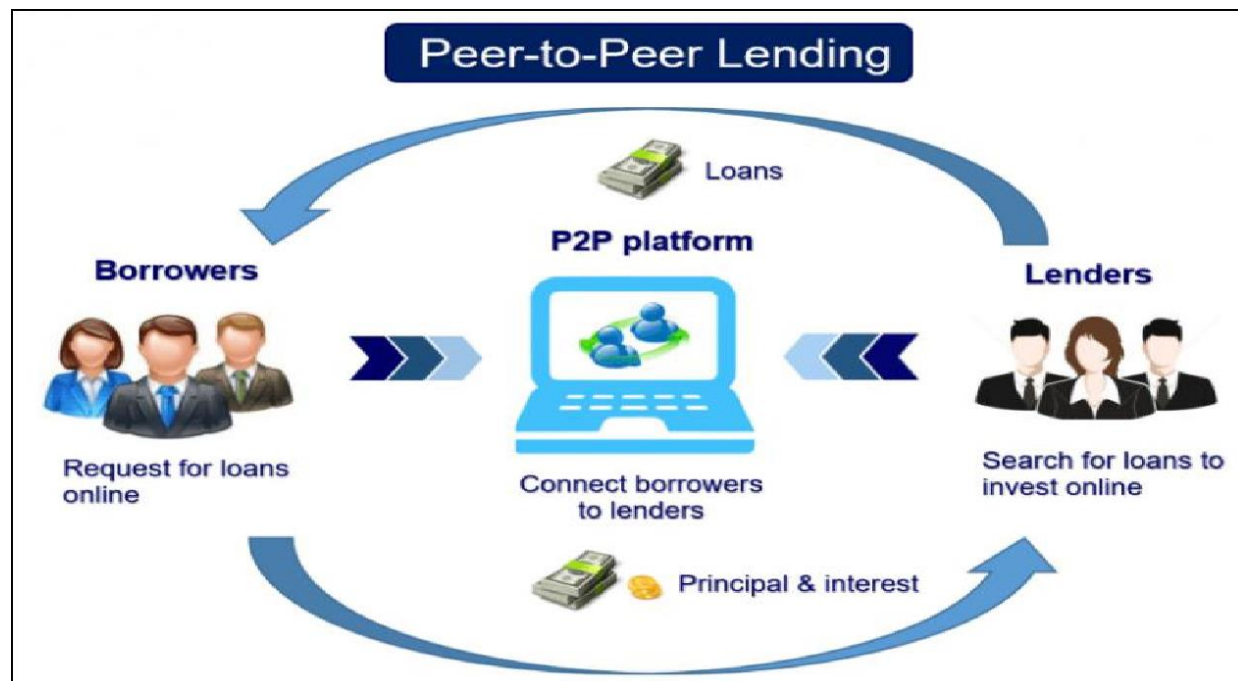 Peer-to-Peer Lending
Loans
P2P platform
Borrowers
Lenders
Request for loans
online
Connect borrowers
to lenders
Search for loans to
invest online
Principal & interest